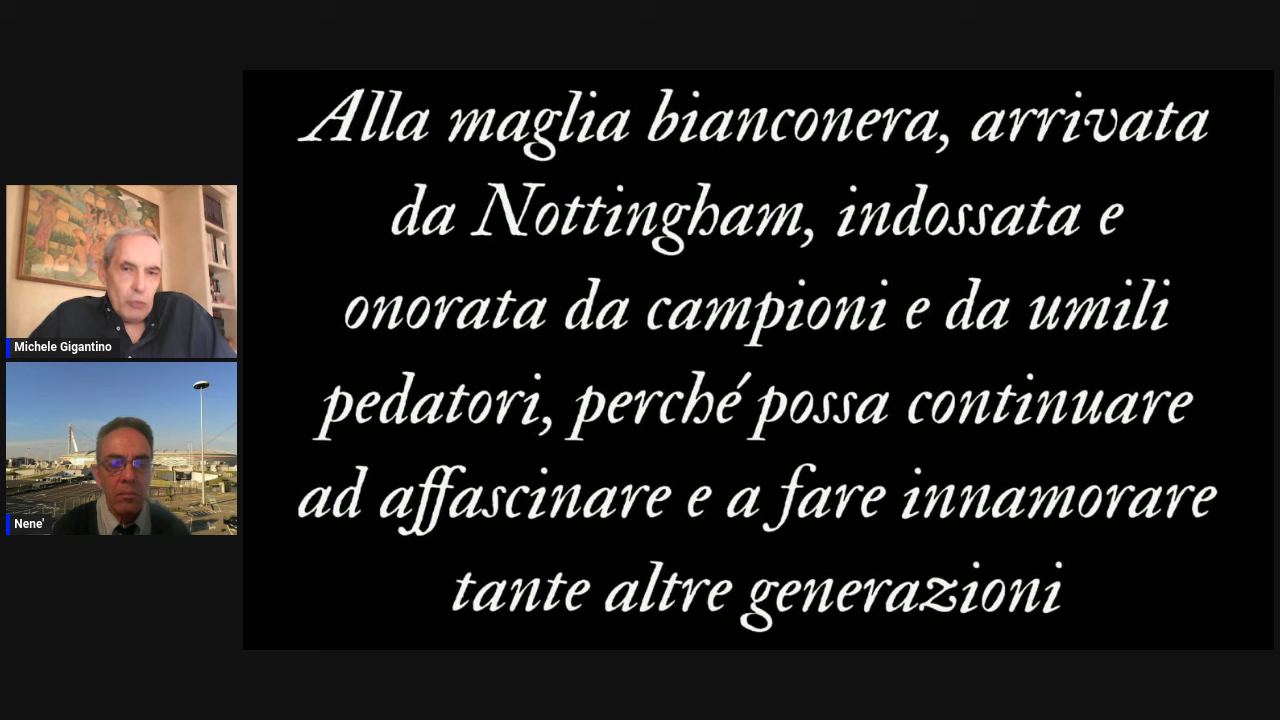 Alla maglia bianconera, arrivata
da Nottingham, indossata e
onorata da campioni e da umili
pedatori, perché possa continuare
ad affascinare e a fare innamorare
tante altre generazioni
Michele Gigantino
Nene'